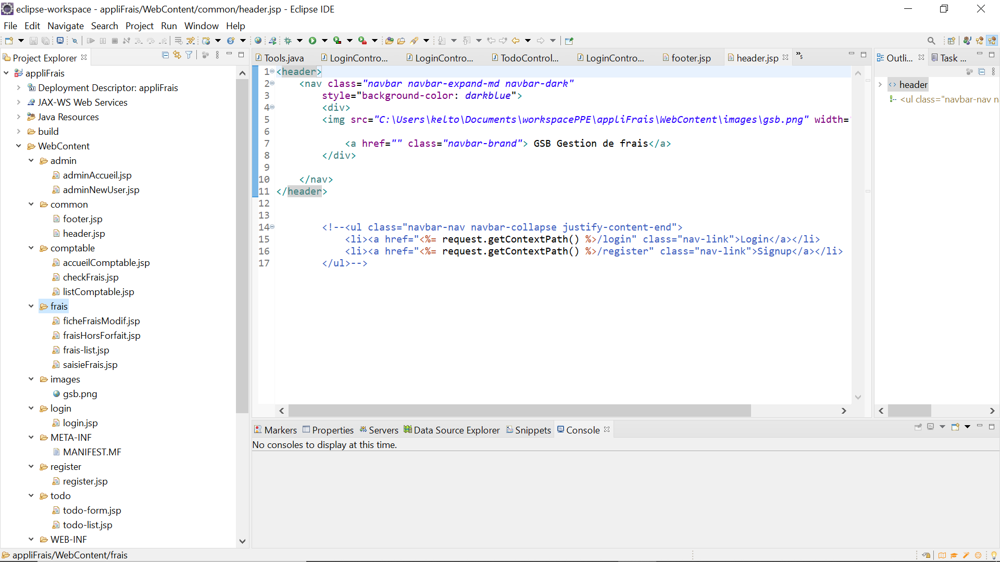 eclipse-workspace - appliFrais/WebContent/common/header.jsp - Eclipse IDE
File Edit Navigate Search Project Run Window Help
Project Explorer
appliFrais
Deployment Descriptor: appliFrais
JAX-WS Web Services
Java Resources
build
WebContent
admin
adminAccueil.jsp
adminNewUser.jsp
common
footer.jsp
header.jsp
comptable
accueilComptable.jsp
checkFrais.jsp
listComptable.jsp
frais
ficheFraisModif.jsp
fraisHorsForfait.jsp
frais-list.jsp
saisieFrais.jsp
images
gsb.png
login
login.jsp
META-INF
MANIFEST.MF
register
register.jsp
todo
todo-form.jsp
todo-list.jsp
WEB-INF
Tools.java LoginContro... LoginContro... TodoControl... LoginContro... footer.jsp header.jsp »5
1 <header>
2 <nav class="navbar navbar-expand-md navbar-dark"
3 style="background-color: darkblue">
4 <div>
5 <img src="C:\Users\kelto\Documents\workspacePPE\appliFrais\WebContent\images\gsb.png" width=
6
7 <a href="" class="navbar-brand"> GSB Gestion de frais</a>
8 </div>
9
10 </nav>
11 </header>
12
13
14 <!--<ul class="navbar-nav navbar-collapse justify-content-end">
15 <li><a href="<%= request.getContextPath() %>/login" class="nav-link">Login</a></li>
16 <li><a href="<%= request.getContextPath() %>/register" class="nav-link">Signup</a></li>
17 </ul>-->
Outli... Task ...
header
<ul class="navbar-nav n
Markers Properties Servers Data Source Explorer Snippets Console
No consoles to display at this time.
appliFrais/WebContent/frais